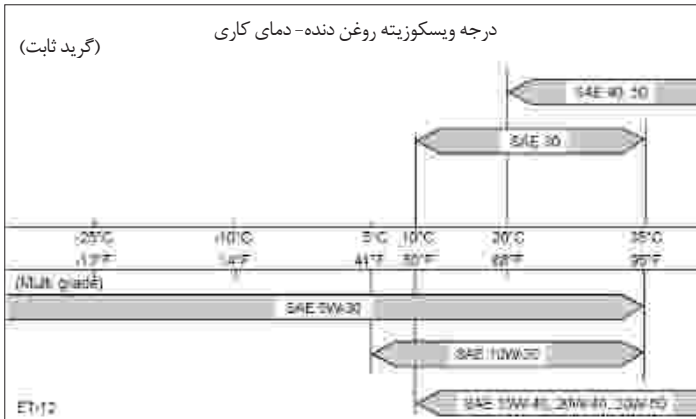 درجه ویسکوزیته روغن دنده- دمای کاری
(گرید ثابت)
SAE 40, 50
SAE 30
-25°C -10°C 5°C 10°C 20°C 35°C
-13°F 14°F 41°F 50°F 68°F 95°F
(Multi grade)
SAE 5W-30
SAE 10W-30
SAE 15W-40, 20W-40, 20W-50